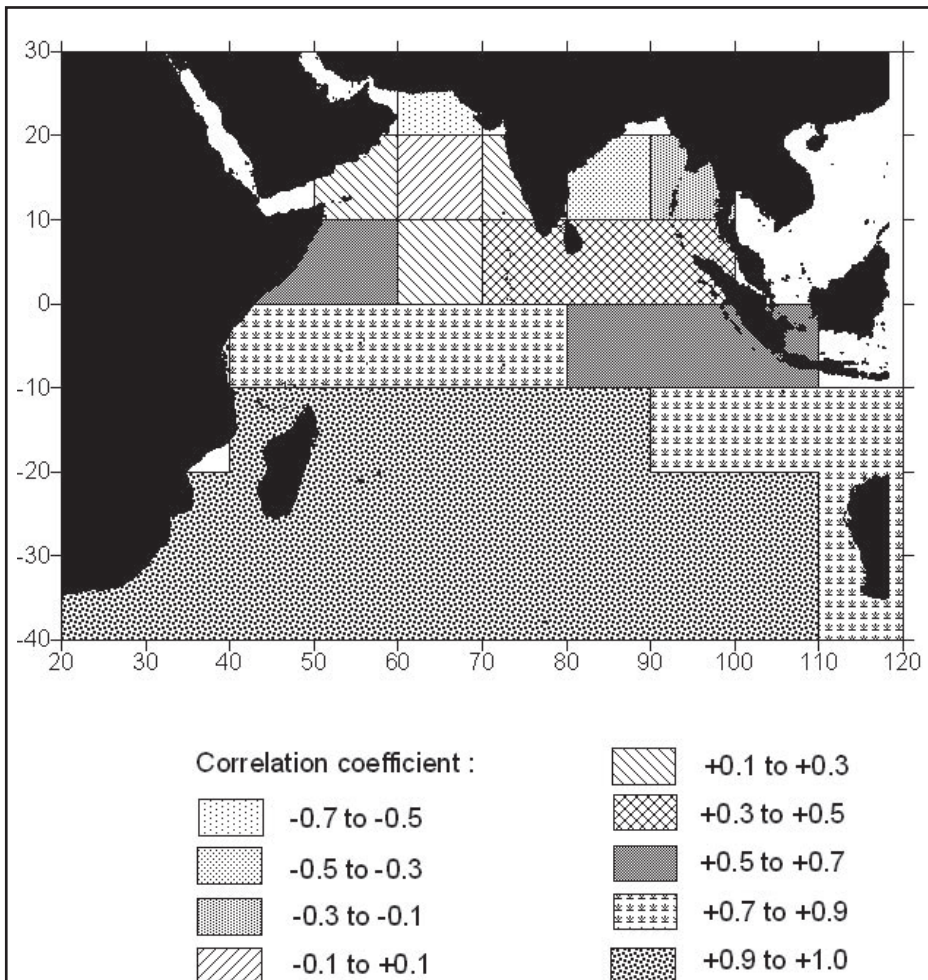 30
20
10
0
-10
-20
-30
-40
20 30 40 50 60 70 80 90 100 110 120
Correlation coefficient :
-0.7 to -0.5
-0.5 to -0.3
-0.3 to -0.1
-0.1 to +0.1
+0.1 to +0.3
+0.3 to +0.5
+0.5 to +0.7
+0.7 to +0.9
+0.9 to +1.0